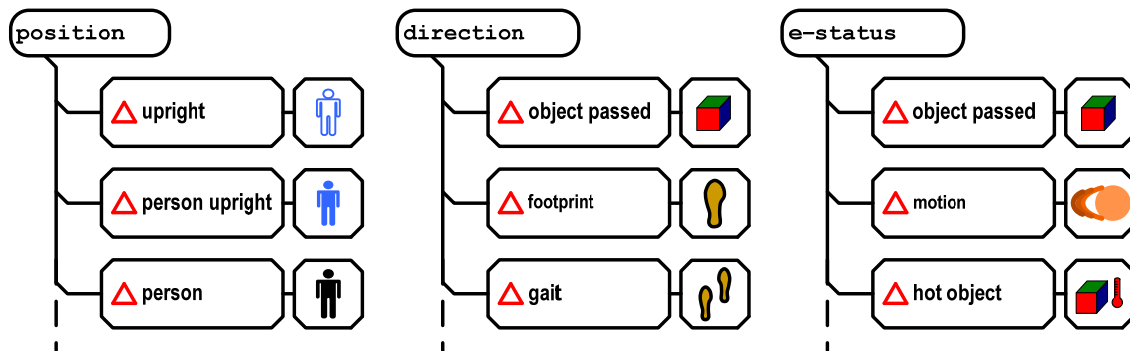 position
upright
person upright
person
direction
object passed
footprint
gait
e-status
object passed
motion
hot object